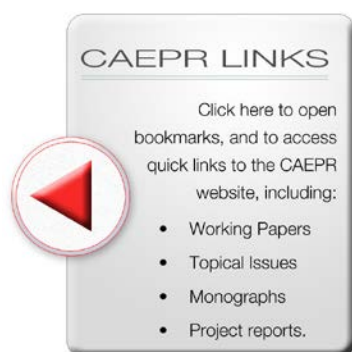 CAEPR LINKS
Click here to open
bookmarks, and to access
quick links to the CAEPR
website, including:
• Working Papers
• Topical Issues
• Monographs
• Project reports.